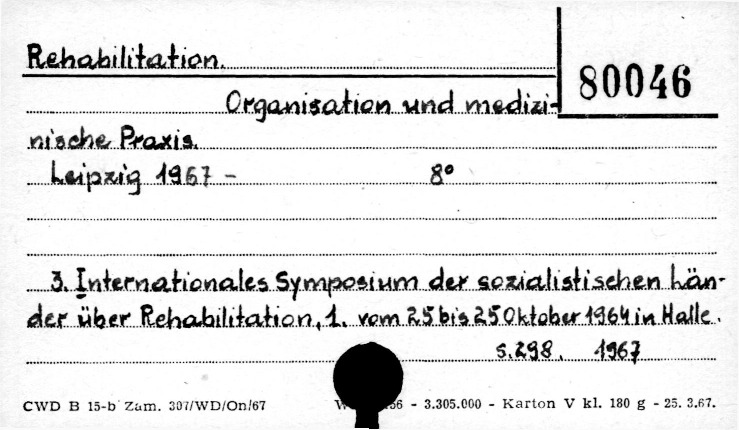 Rehabilitation.
80046
Organisation und medizi-
nische Praxis.
Leipzig 1967 - 8°
3. Internationales Symposium der sozialistischen Län-
der über Rehabilitation, 1. vom 25 bis 25 Oktober 1964 in Halle.
S. 298. 1967
CWD B 15-b Zam. 307/WD/On/67 56 - 3.305.000 - Karton V kl. 180 g - 25. 3.67.